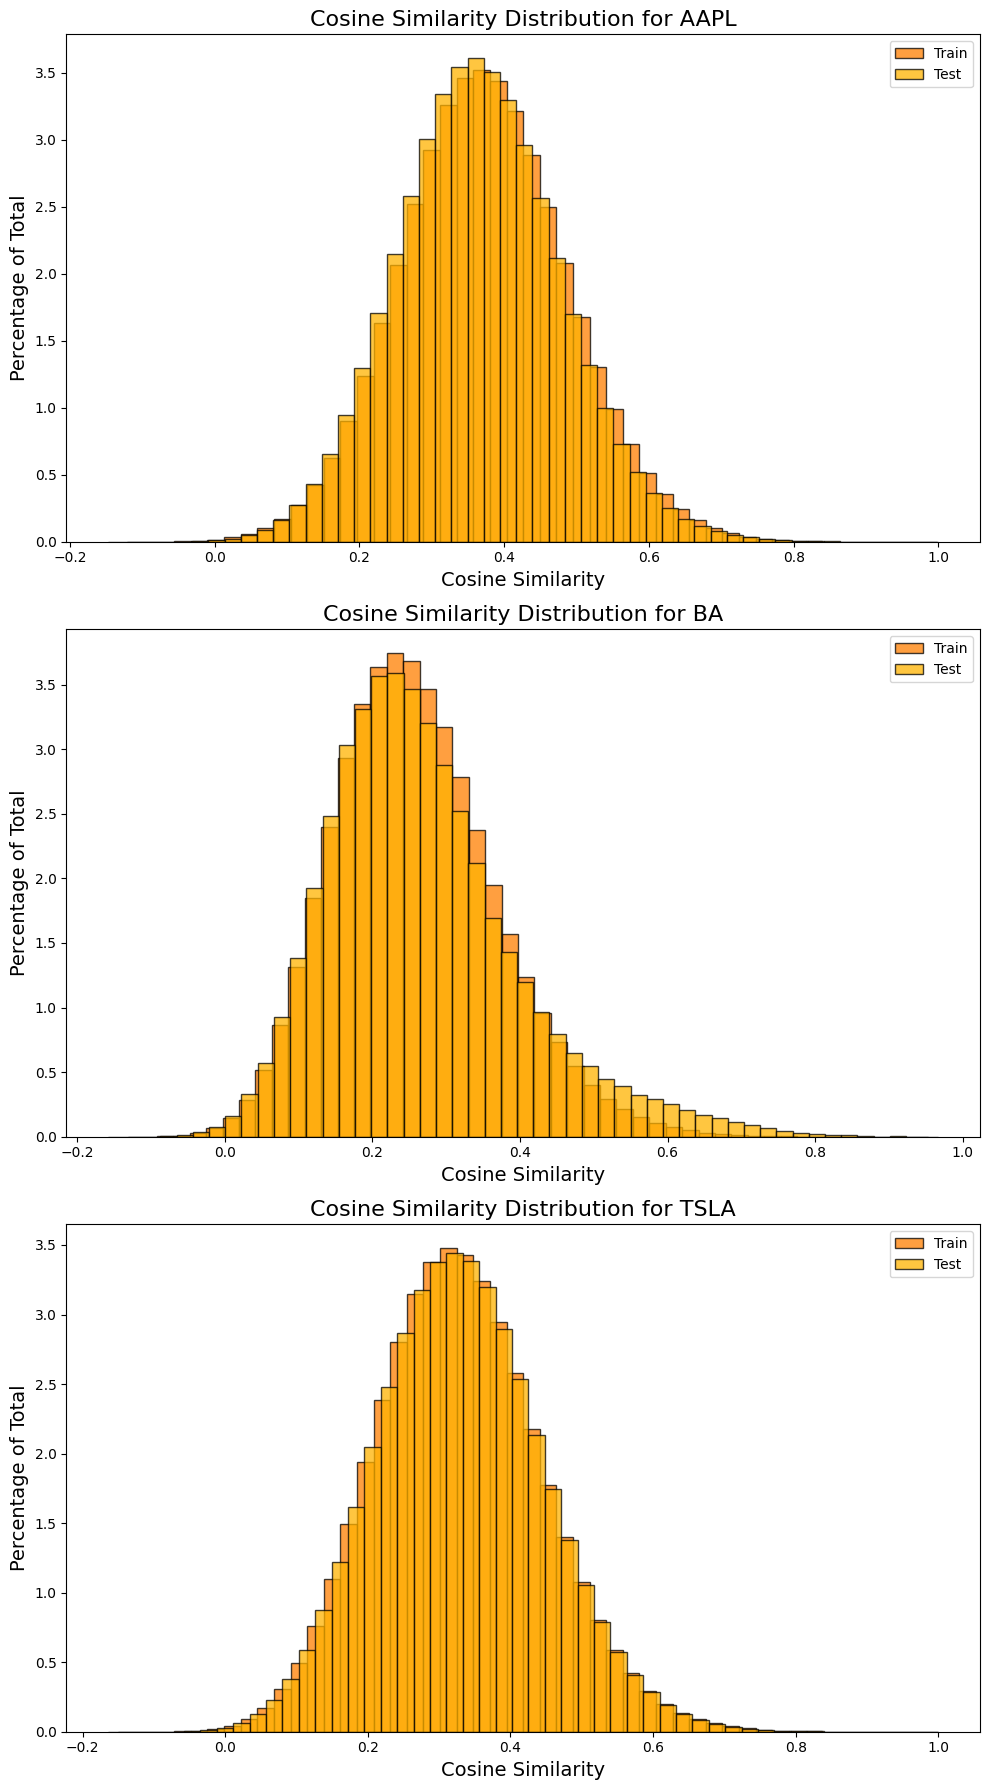 Cosine Similarity Distribution for AAPL
Train
Test
3.5
3.0
2.5
2.0
1.5
1.0
0.5
0.0
Percentage of Total
−0.2 0.0 0.2 0.4 0.6 0.8 1.0
Cosine Similarity
Cosine Similarity Distribution for BA
Train
Test
3.5
3.0
2.5
2.0
1.5
1.0
0.5
0.0
Percentage of Total
−0.2 0.0 0.2 0.4 0.6 0.8 1.0
Cosine Similarity
Cosine Similarity Distribution for TSLA
Train
Test
3.5
3.0
2.5
2.0
1.5
1.0
0.5
0.0
Percentage of Total
−0.2 0.0 0.2 0.4 0.6 0.8 1.0
Cosine Similarity